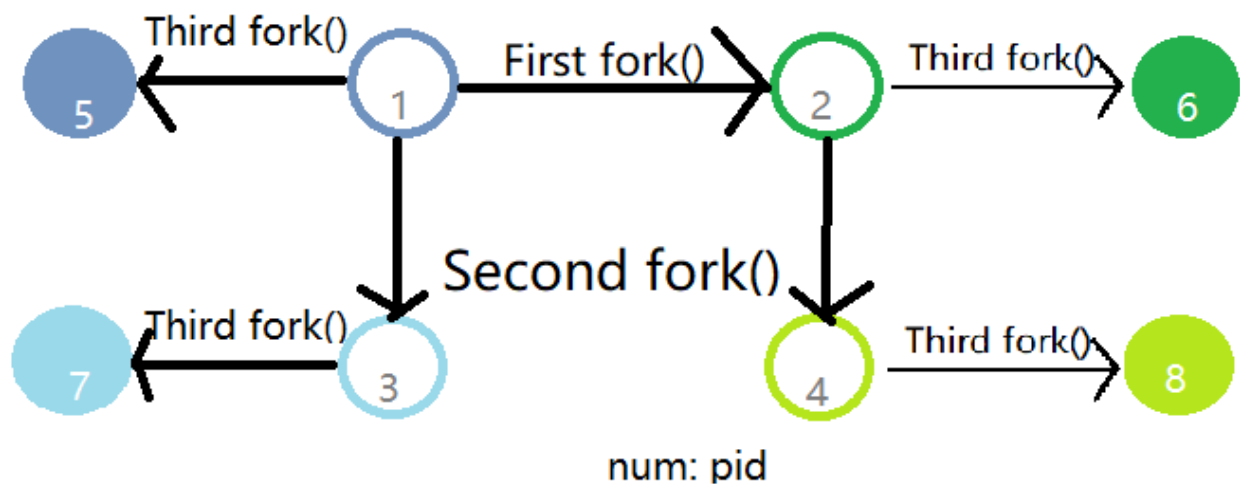 Third fork()
First fork()
Third fork()
5
1
2
6
Second fork()
Third fork()
Third fork()
7
3
4
8
num: pid